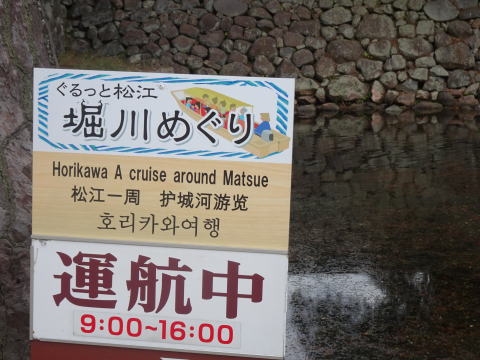 ぐるっと松江
堀川めぐり
Horikawa A cruise around Matsue
松江一周 护城河游览
호리카와여행
運航中
9:00~16:00